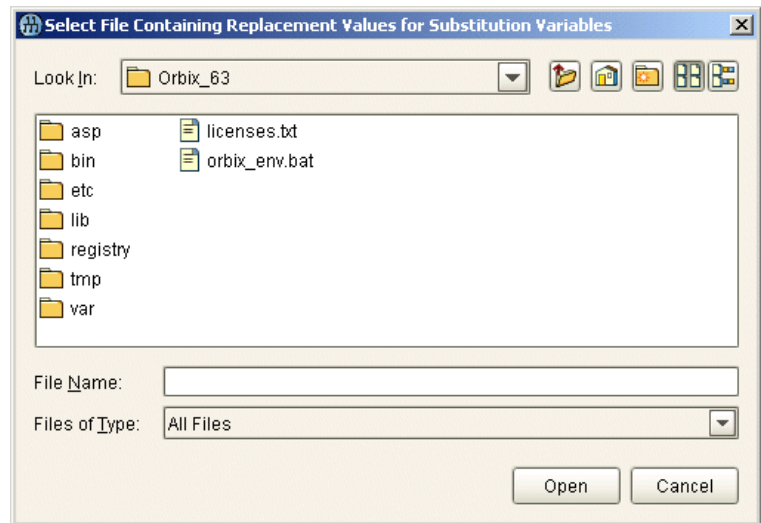 Select File Containing Replacement Values for Substitution Variables
Look In: Orbix_63
asp licenses.txt
bin orbix_env.bat
etc
lib
registry
tmp
var
File Name:
Files of Type: All Files
Open Cancel